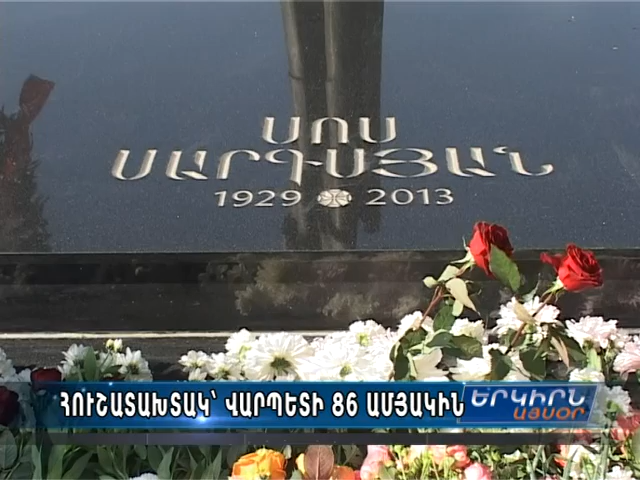 ՍՈՍ
ՍԱՐԳՍՅԱՆ
1929 2013
ՀՈՒՇԱՏԱԽՏԱԿ՝ ՎԱՐՊԵՏԻ 86 ԱՄՅԱԿԻՆ
ԵՐԿԻՐՆ
ԱՅՍՕՐ